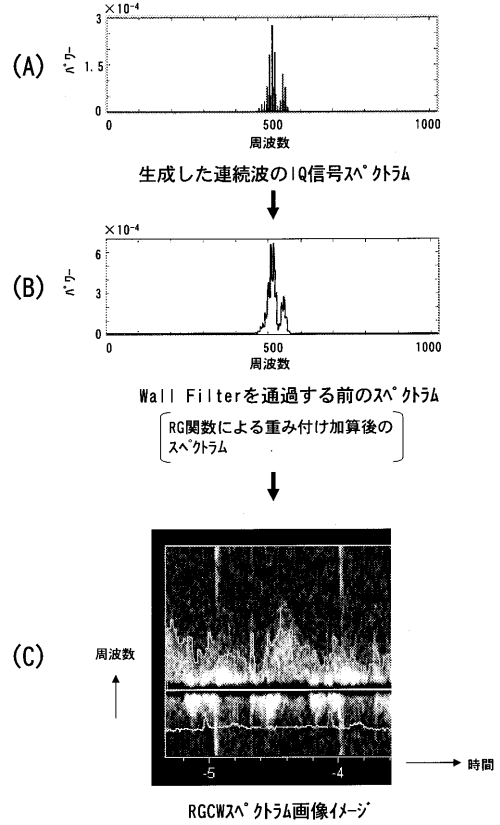 ×10⁻⁴
(A)
ﾊﾟﾜｰ
3
1.5
0
0
500
1000
周波数
生成した連続波のIQ信号ｽﾍﾟｸﾄﾗﾑ
×10⁻⁴
(B)
ﾊﾟﾜｰ
6
3
0
0
500
1000
周波数
Wall Filterを通過する前のｽﾍﾟｸﾄﾗﾑ
RG関数による重み付け加算後の
ｽﾍﾟｸﾄﾗﾑ
(C)
周波数
-5
-4
時間
RGCWｽﾍﾟｸﾄﾗﾑ画像ｲﾒｰｼﾞ